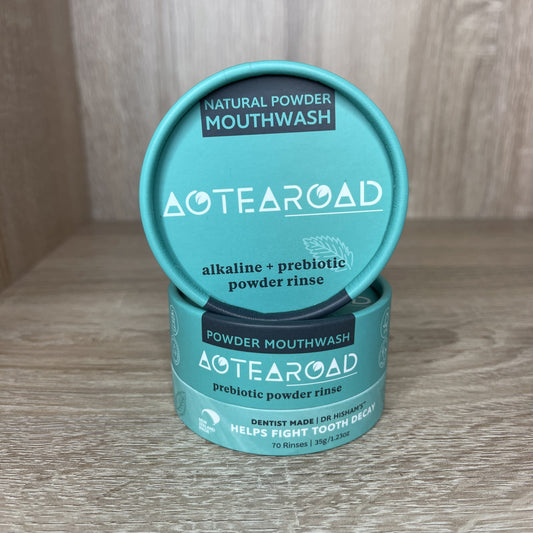 NATURAL POWDER
MOUTHWASH
AOTEAROAD
alkaline + prebiotic
powder rinse
POWDER MOUTHWASH
AOTEAROAD
prebiotic powder rinse
DENTIST MADE | DR HISHAM'S™
HELPS FIGHT TOOTH DECAY
70 Rinses | 35g/1.23oz